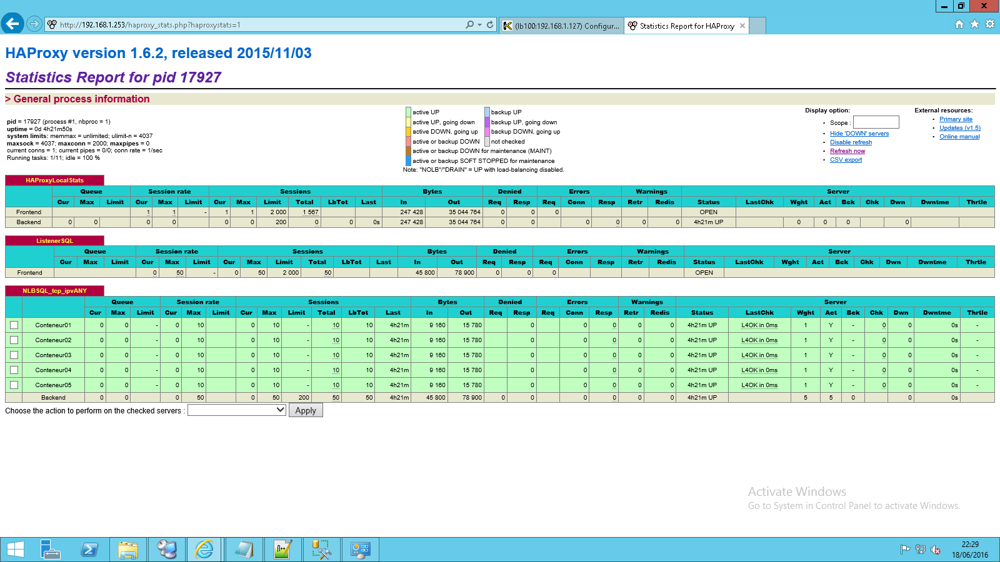 http://192.168.1.253/haproxy_stats.php?haproxystats=1
(lb100:192.168.1.127) Configur...
Statistics Report for HAProxy
HAProxy version 1.6.2, released 2015/11/03
Statistics Report for pid 17927
> General process information
pid = 17927 (process #1, nbproc = 1)
uptime = 0d 4h21m50s
system limits: memmax = unlimited; ulimit-n = 4037
maxsock = 4037; maxconn = 2000; maxpipes = 0
current conns = 1; current pipes = 0/0; conn rate = 1/sec
Running tasks: 1/11; idle = 100 %
active UP backup UP
active UP, going down backup UP, going down
active DOWN, going up backup DOWN, going up
active or backup DOWN not checked
active or backup DOWN for maintenance (MAINT)
active or backup SOFT STOPPED for maintenance
Note: "NOLB"/"DRAIN" = UP with load-balancing disabled.
Display option:
• Scope :
• Hide 'DOWN' servers
• Disable refresh
• Refresh now
• CSV export
External resources:
• Primary site
• Updates (v1.5)
• Online manual
HAProxyLocalStats
Queue Session rate Sessions Bytes Denied Errors Warnings Server
Cur Max Limit Cur Max Limit Cur Max Limit Total LbTot Last In Out Req Resp Req Conn Resp Retr Redis Status LastChk Wght Act Bck Chk Dwn Dwntme Thrtle
Frontend 1 1 - 1 1 2 000 1 567 247 428 35 044 764 0 0 0 OPEN
Backend 0 0 0 0 0 0 200 0 0 0s 247 428 35 044 764 0 0 0 0 0 0 4h21m UP 0 0 0 0
ListenerSQL
Queue Session rate Sessions Bytes Denied Errors Warnings Server
Cur Max Limit Cur Max Limit Cur Max Limit Total LbTot Last In Out Req Resp Req Conn Resp Retr Redis Status LastChk Wght Act Bck Chk Dwn Dwntme Thrtle
Frontend 0 50 - 0 50 2 000 50 45 800 78 900 0 0 0 OPEN
NLBSQL_tcp_ipvANY
Queue Session rate Sessions Bytes Denied Errors Warnings Server
Cur Max Limit Cur Max Limit Cur Max Limit Total LbTot Last In Out Req Resp Req Conn Resp Retr Redis Status LastChk Wght Act Bck Chk Dwn Dwntme Thrtle
Conteneur01 0 0 - 0 10 0 10 - 10 10 4h21m 9 160 15 780 0 0 0 0 0 4h21m UP L4OK in 0ms 1 Y - 0 0 0s -
Conteneur02 0 0 - 0 10 0 10 - 10 10 4h21m 9 160 15 780 0 0 0 0 0 4h21m UP L4OK in 0ms 1 Y - 0 0 0s -
Conteneur03 0 0 - 0 10 0 10 - 10 10 4h21m 9 160 15 780 0 0 0 0 0 4h21m UP L4OK in 0ms 1 Y - 0 0 0s -
Conteneur04 0 0 - 0 10 0 10 - 10 10 4h21m 9 160 15 780 0 0 0 0 0 4h21m UP L4OK in 0ms 1 Y - 0 0 0s -
Conteneur05 0 0 - 0 10 0 10 - 10 10 4h21m 9 160 15 780 0 0 0 0 0 4h21m UP L4OK in 0ms 1 Y - 0 0 0s -
Backend 0 0 0 50 0 50 200 50 50 4h21m 45 800 78 900 0 0 0 0 0 0 4h21m UP 5 5 0 0 0s
Choose the action to perform on the checked servers : Apply
Activate Windows
Go to System in Control Panel to activate Windows.
22:29
18/06/2016